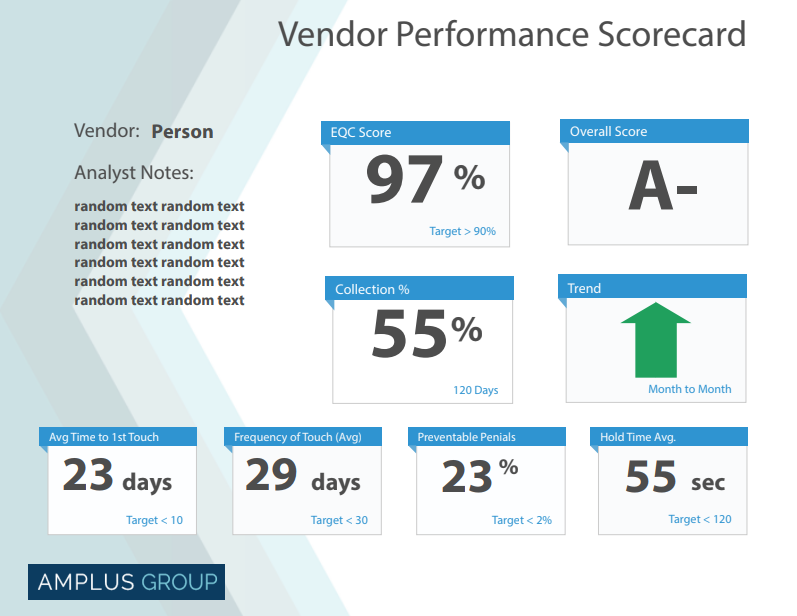 Vendor Performance Scorecard
Vendor: Person
Analyst Notes:
random text random text
random text random text
random text random text
random text random text
random text random text
random text random text
EQC Score
97 %
Target > 90%
Overall Score
A-
Collection %
55%
120 Days
Trend
Month to Month
Avg Time to 1st Touch
23 days
Target < 10
Frequency of Touch (Avg)
29 days
Target < 30
Preventable Penials
23 %
Target < 2%
Hold Time Avg.
55 sec
Target < 120
AMPLUS GROUP